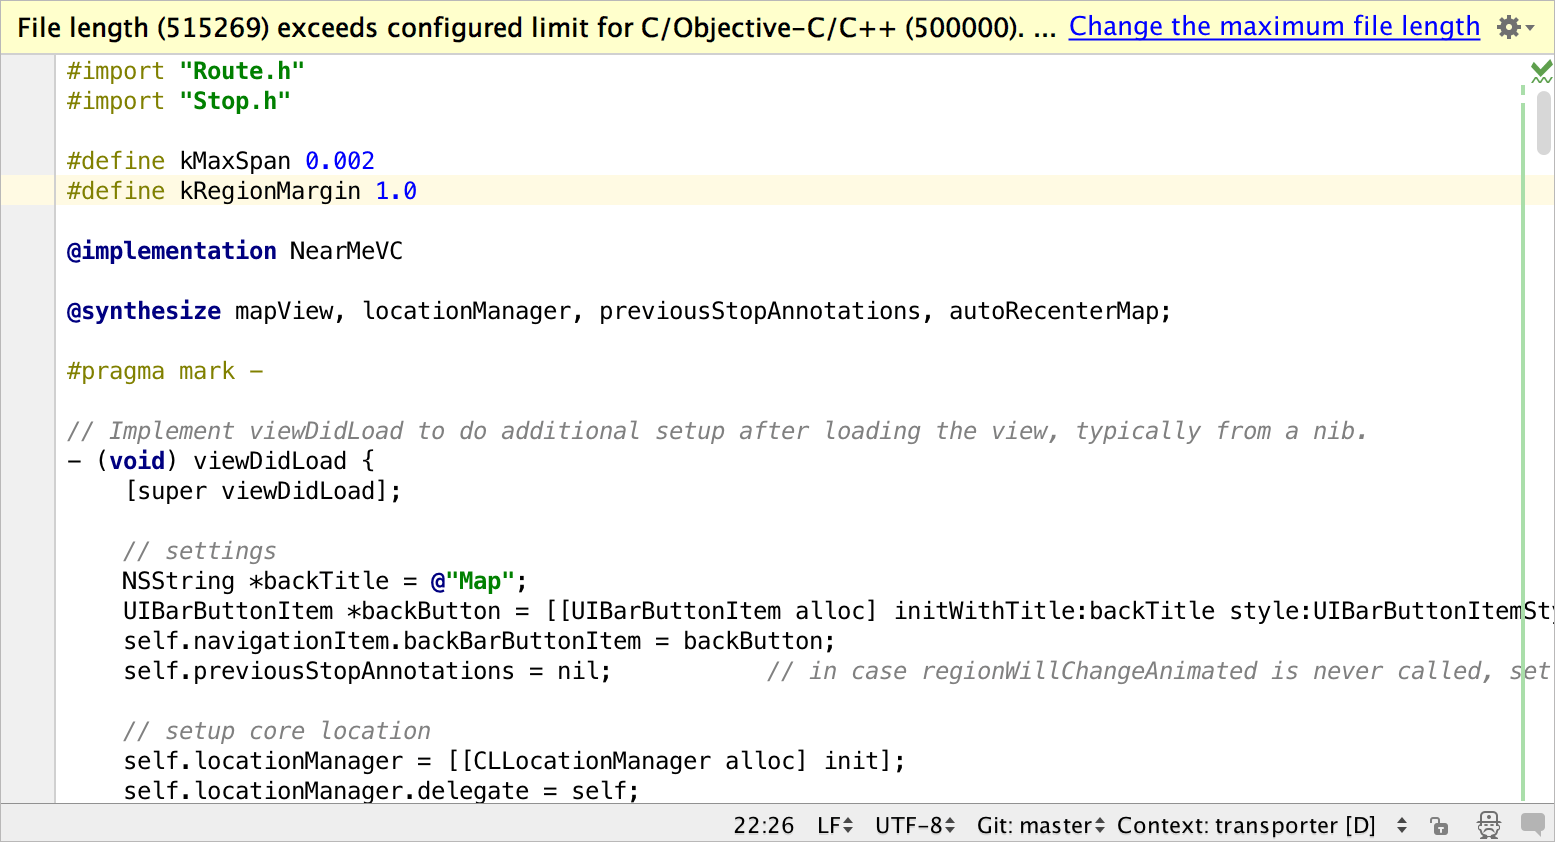 File length (515269) exceeds configured limit for C/Objective-C/C++ (500000). ... Change the maximum file length
#import "Route.h"
#import "Stop.h"
#define kMaxSpan 0.002
#define kRegionMargin 1.0
@implementation NearMeVC
@synthesize mapView, locationManager, previousStopAnnotations, autoRecenterMap;
#pragma mark -
// Implement viewDidLoad to do additional setup after loading the view, typically from a nib.
- (void) viewDidLoad {
[super viewDidLoad];
// settings
NSString *backTitle = @"Map";
UIBarButtonItem *backButton = [[UIBarButtonItem alloc] initWithTitle:backTitle style:UIBarButtonItemSty
self.navigationItem.backBarButtonItem = backButton;
self.previousStopAnnotations = nil; // in case regionWillChangeAnimated is never called, set
// setup core location
self.locationManager = [[CLLocationManager alloc] init];
self.locationManager.delegate = self;
22:26 LF UTF-8 Git: master Context: transporter [D]